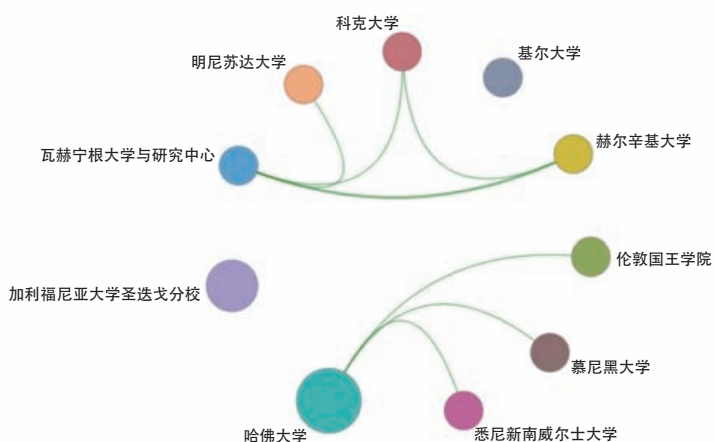 科克大学
基尔大学
明尼苏达大学
赫尔辛基大学
瓦赫宁根大学与研究中心
伦敦国王学院
加利福尼亚大学圣迭戈分校
慕尼黑大学
哈佛大学
悉尼新南威尔士大学